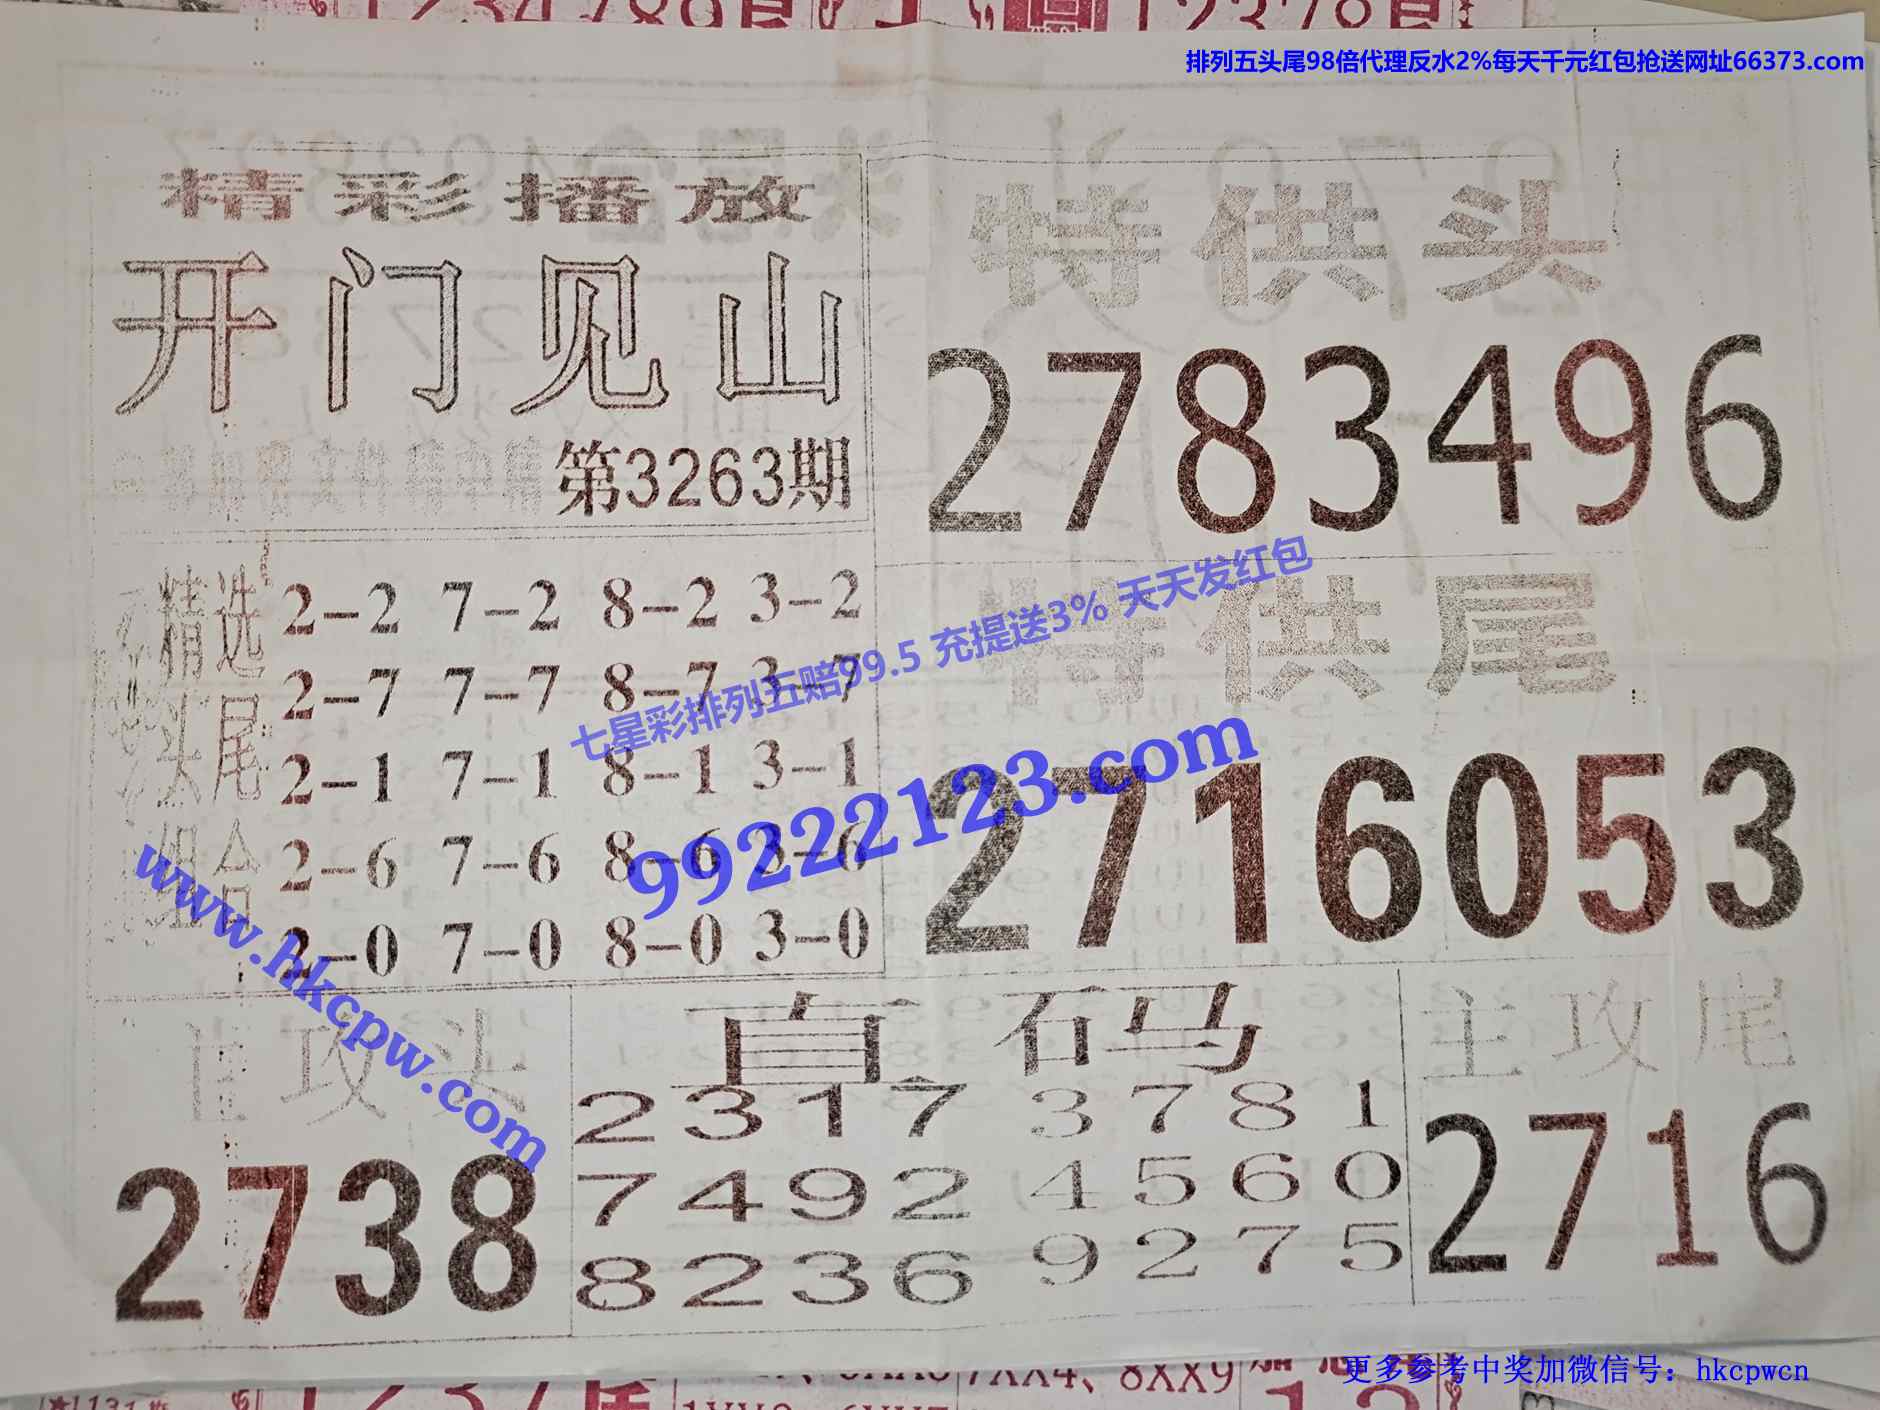 排列五头尾98倍代理反水2%每天千元红包抢送网址66373.com
精彩播放
开门见山
第3263期
特供头
2783496
精选
头尾
组合
2-2 7-2 8-2 3-2
2-7 7-7 8-7 3-7
2-1 7-1 8-1 3-1
2-6 7-6 8-6 3-6
2-0 7-0 8-0 3-0
特供尾
2716053
七星彩排列五赔99.5 充提送3% 天天发红包
99222123.com
www.hkcpw.com
主攻头
2738
直码
2317 3781
7492 4560
8236 9275
主攻尾
2716
更多参考中奖加微信号：hkcpwcn